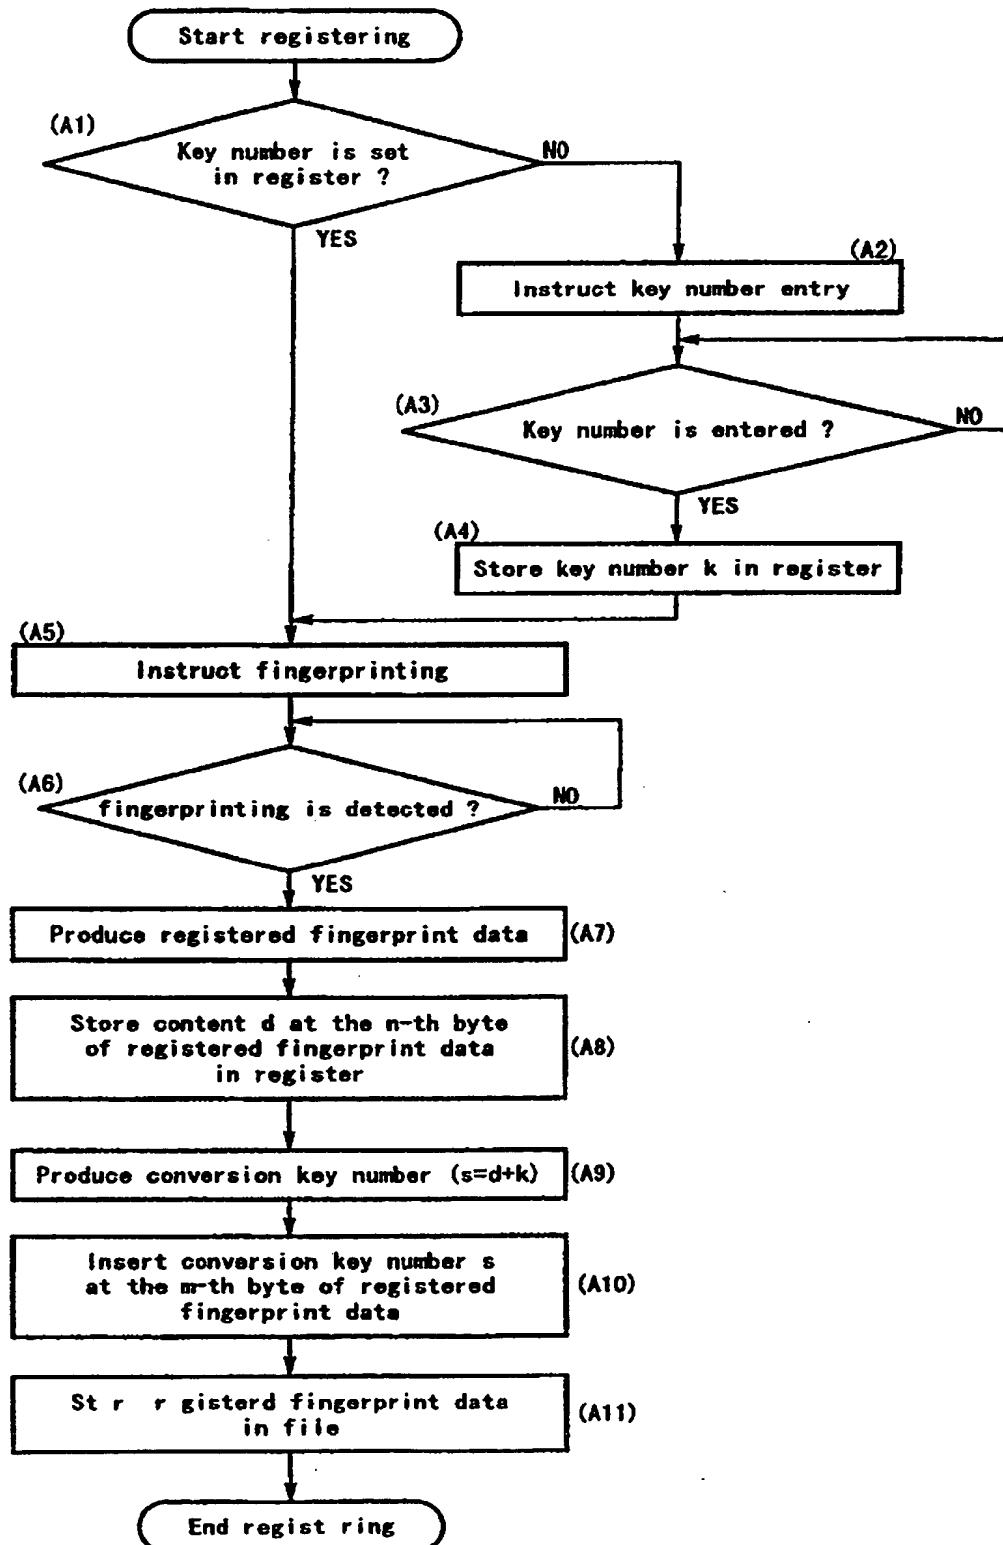 Start registering
(A1)
Key number is set
in register ?
NO
YES
(A2)
Instruct key number entry
(A3)
Key number is entered ?
NO
YES
(A4)
Store key number k in register
(A5)
Instruct fingerprinting
(A6)
fingerprinting is detected ?
NO
YES
Produce registered fingerprint data
(A7)
Store content d at the n-th byte
of registered fingerprint data
in register
(A8)
Produce conversion key number (s=d+k)
(A9)
Insert conversion key number s
at the m-th byte of registered
fingerprint data
(A10)
St r  r gisterd fingerprint data
in file
(A11)
End regist ring